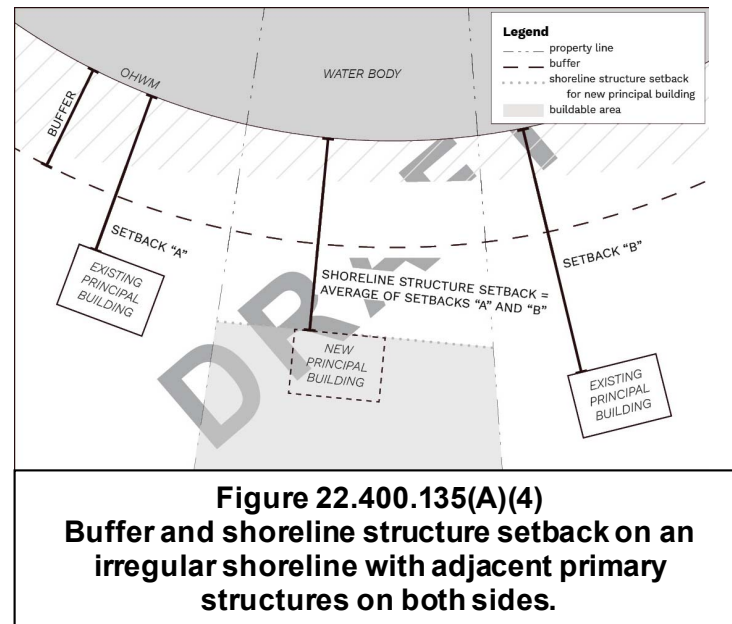 Legend
property line
buffer
shoreline structure setback
for new principal building
buildable area
OHWM
WATER BODY
BUFFER
SETBACK "A"
EXISTING
PRINCIPAL
BUILDING
SHORELINE STRUCTURE SETBACK =
AVERAGE OF SETBACKS "A" AND "B"
SETBACK "B"
NEW
PRINCIPAL
BUILDING
EXISTING
PRINCIPAL
BUILDING
DRAFT
Figure 22.400.135(A)(4)
Buffer and shoreline structure setback on an
irregular shoreline with adjacent primary
structures on both sides.